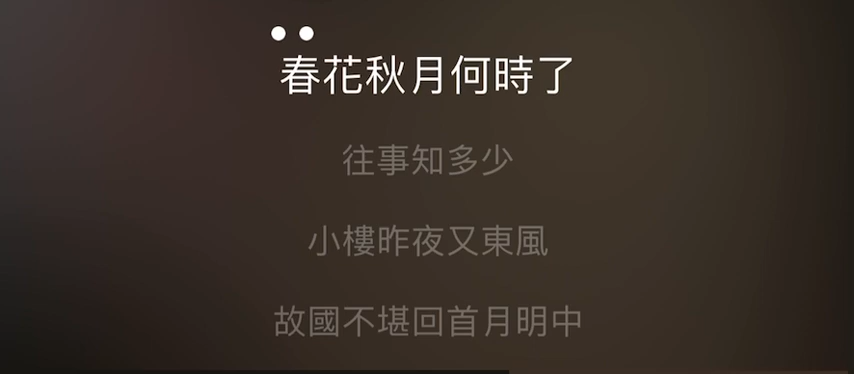 春花秋月何時了
往事知多少
小樓昨夜又東風
故國不堪回首月明中